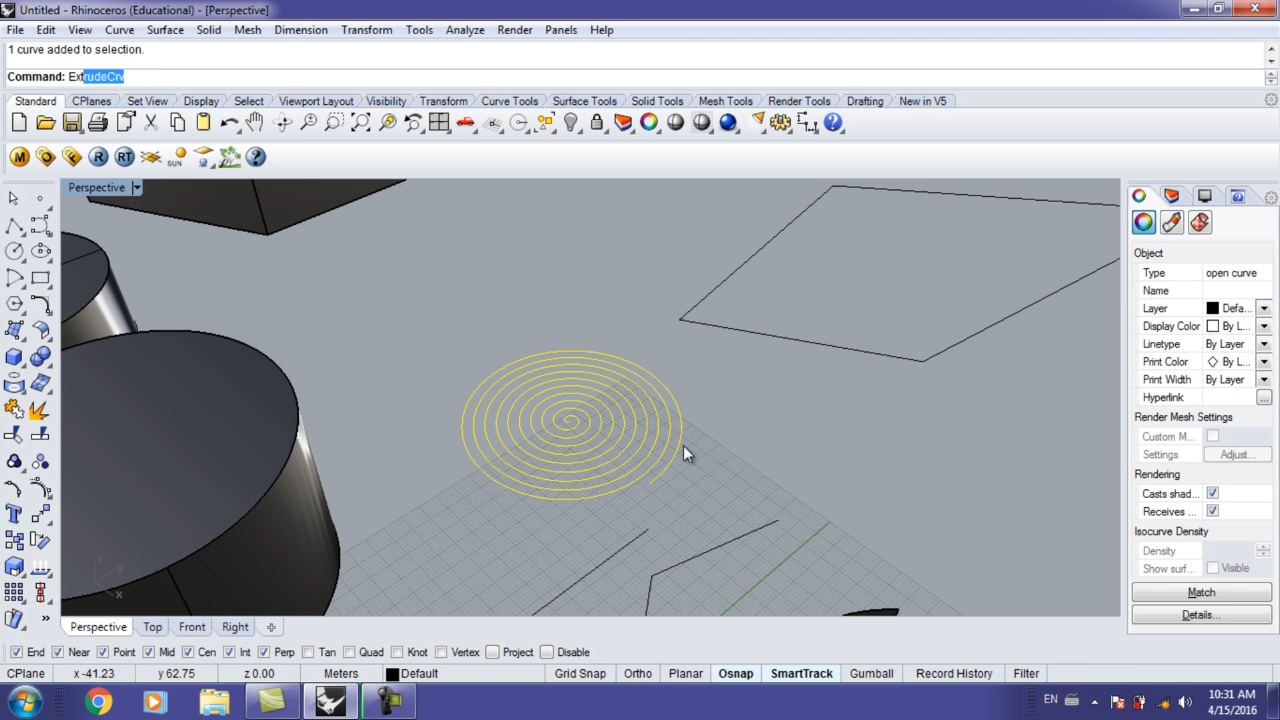 Untitled - Rhinoceros (Educational) - [Perspective]
File Edit View Curve Surface Solid Mesh Dimension Transform Tools Analyze Render Panels Help
1 curve added to selection.
Command: ExtrudeCrv
Standard CPlanes Set View Display Select Viewport Layout Visibility Transform Curve Tools Surface Tools Solid Tools Mesh Tools Render Tools Drafting New in V5
M R RT SUN
Perspective
Object
Type open curve
Name
Layer Defa...
Display Color By L...
Linetype By Layer
Print Color By L...
Print Width By Layer
Hyperlink ...
Render Mesh Settings
Custom M...
Settings Adjust...
Rendering
Casts shad...
Receives ...
Isocurve Density
Density
Show surf... Visible
Match
Details...
z y x
Perspective Top Front Right
End Near Point Mid Cen Int Perp Tan Quad Knot Vertex Project Disable
CPlane x -41.23 y 62.75 z 0.00 Meters Default Grid Snap Ortho Planar Osnap SmartTrack Gumball Record History Filter
EN 10:31 AM
4/15/2016